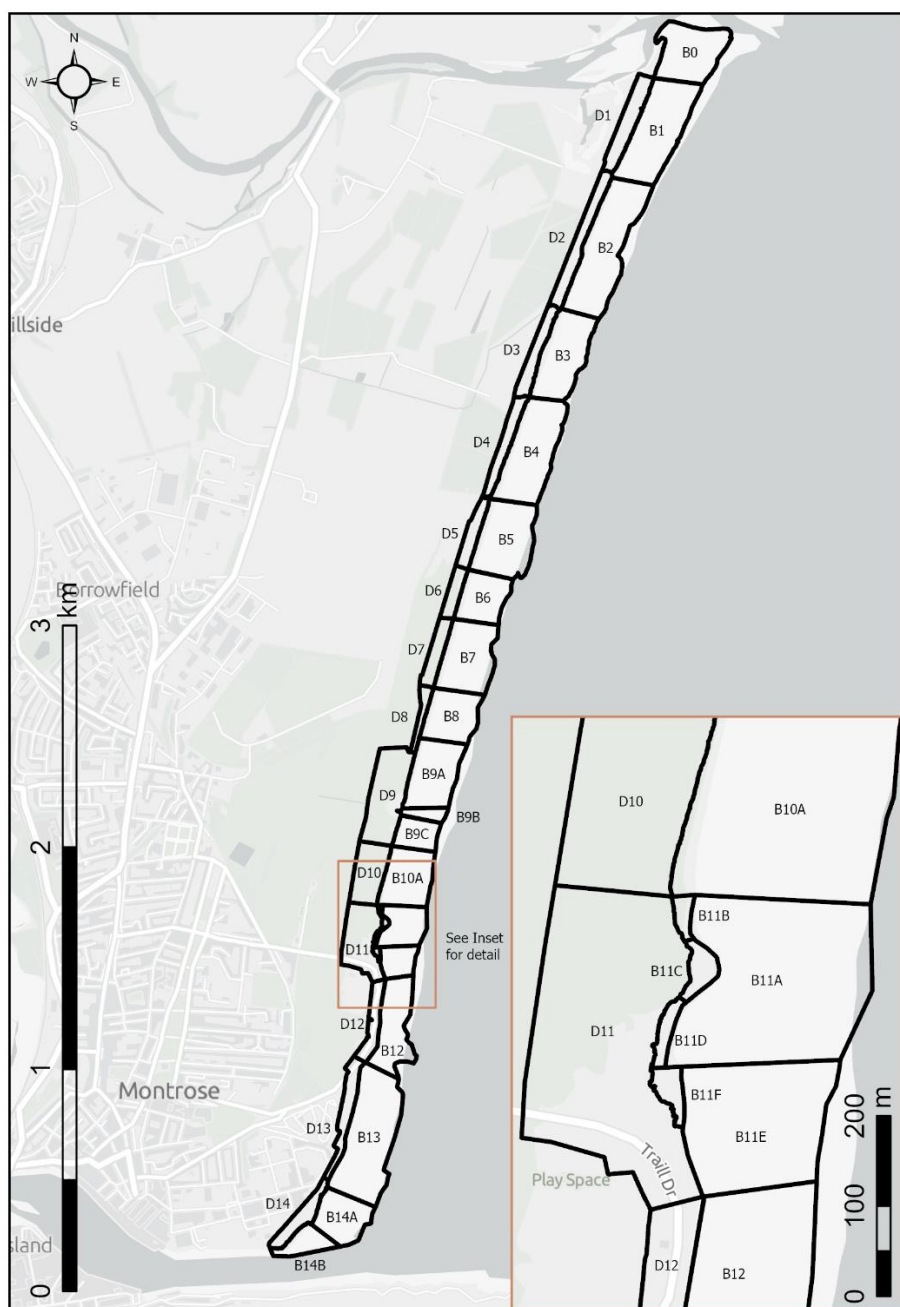 N
W E
S
B0
D1
B1
D2
B2
illside
D3
B3
D4
B4
D5
B5
Borrowfield
D6
B6
3 km
D7
B7
D8
B8
D9
B9A
B9B
B9C
2
D10
B10A
See Inset
for detail
D11
D12
B12
1
Montrose
D13
B13
D14
B14A
sland
B14B
0
D10
B10A
B11B
B11C
B11A
D11
B11D
B11F
B11E
200 m
Traill Dr
Play Space
100
D12
B12
0